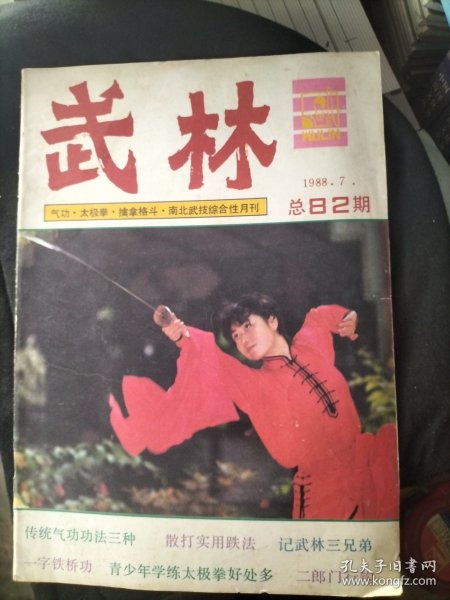 武林
WULIN
1988.7.
气功·太极拳·擒拿格斗·南北武技综合性月刊
总82期
传统气功功法三种 散打实用跌法 记武林三兄弟
一字铁桥功 青少年学练太极拳好处多 二郎门
孔夫子旧书网
www.kongfz.com